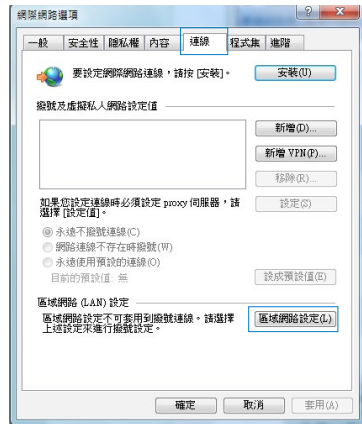 網際網路選項
一般 安全性 隱私權 內容 連線 程式集 進階
要設定網際網路連線，請按 [安裝]。
安裝(U)
撥號及虛擬私人網路設定值
新增(D)...
新增 VPN(P)...
移除(R)...
如果您設定連線時必須設定 proxy 伺服器，請
選擇 [設定值]。
設定(S)
永遠不撥號連線(C)
網路連線不存在時撥號(W)
永遠使用預設的連線(O)
目前的預設值: 無
設成預設值(E)
區域網路 (LAN) 設定
區域網路設定不可套用到撥號連線。請選擇
上述設定來進行撥號設定。
區域網路設定(L)
確定 取消 套用(A)